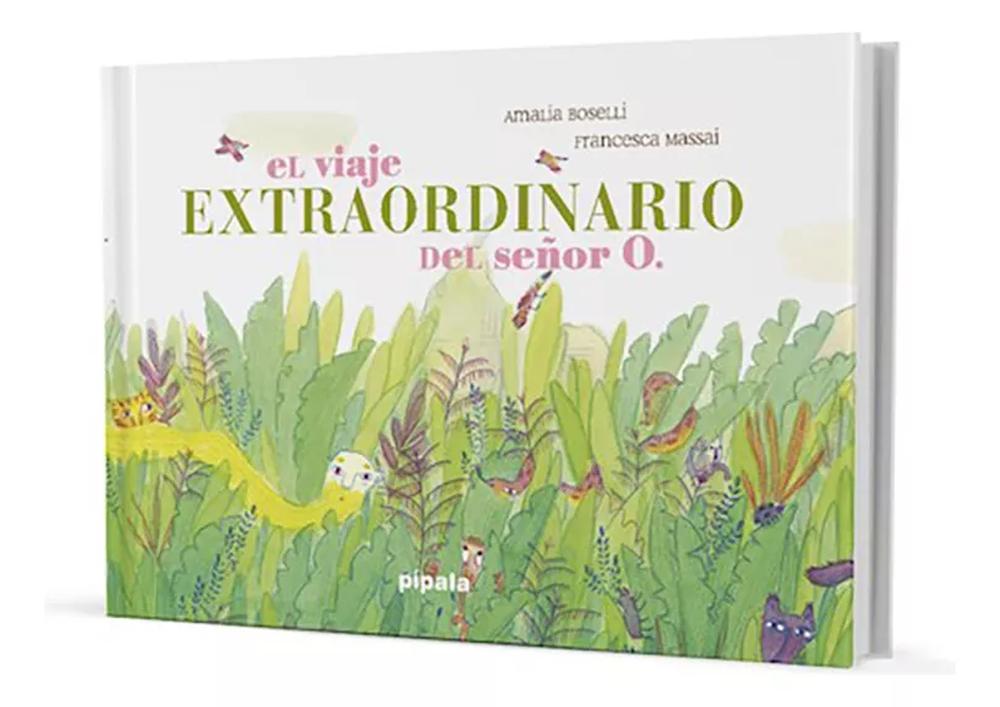 Amalia Boselli
Francesca Massai
el viaje
EXTRAORDINARIO
Del señor O.
pípala